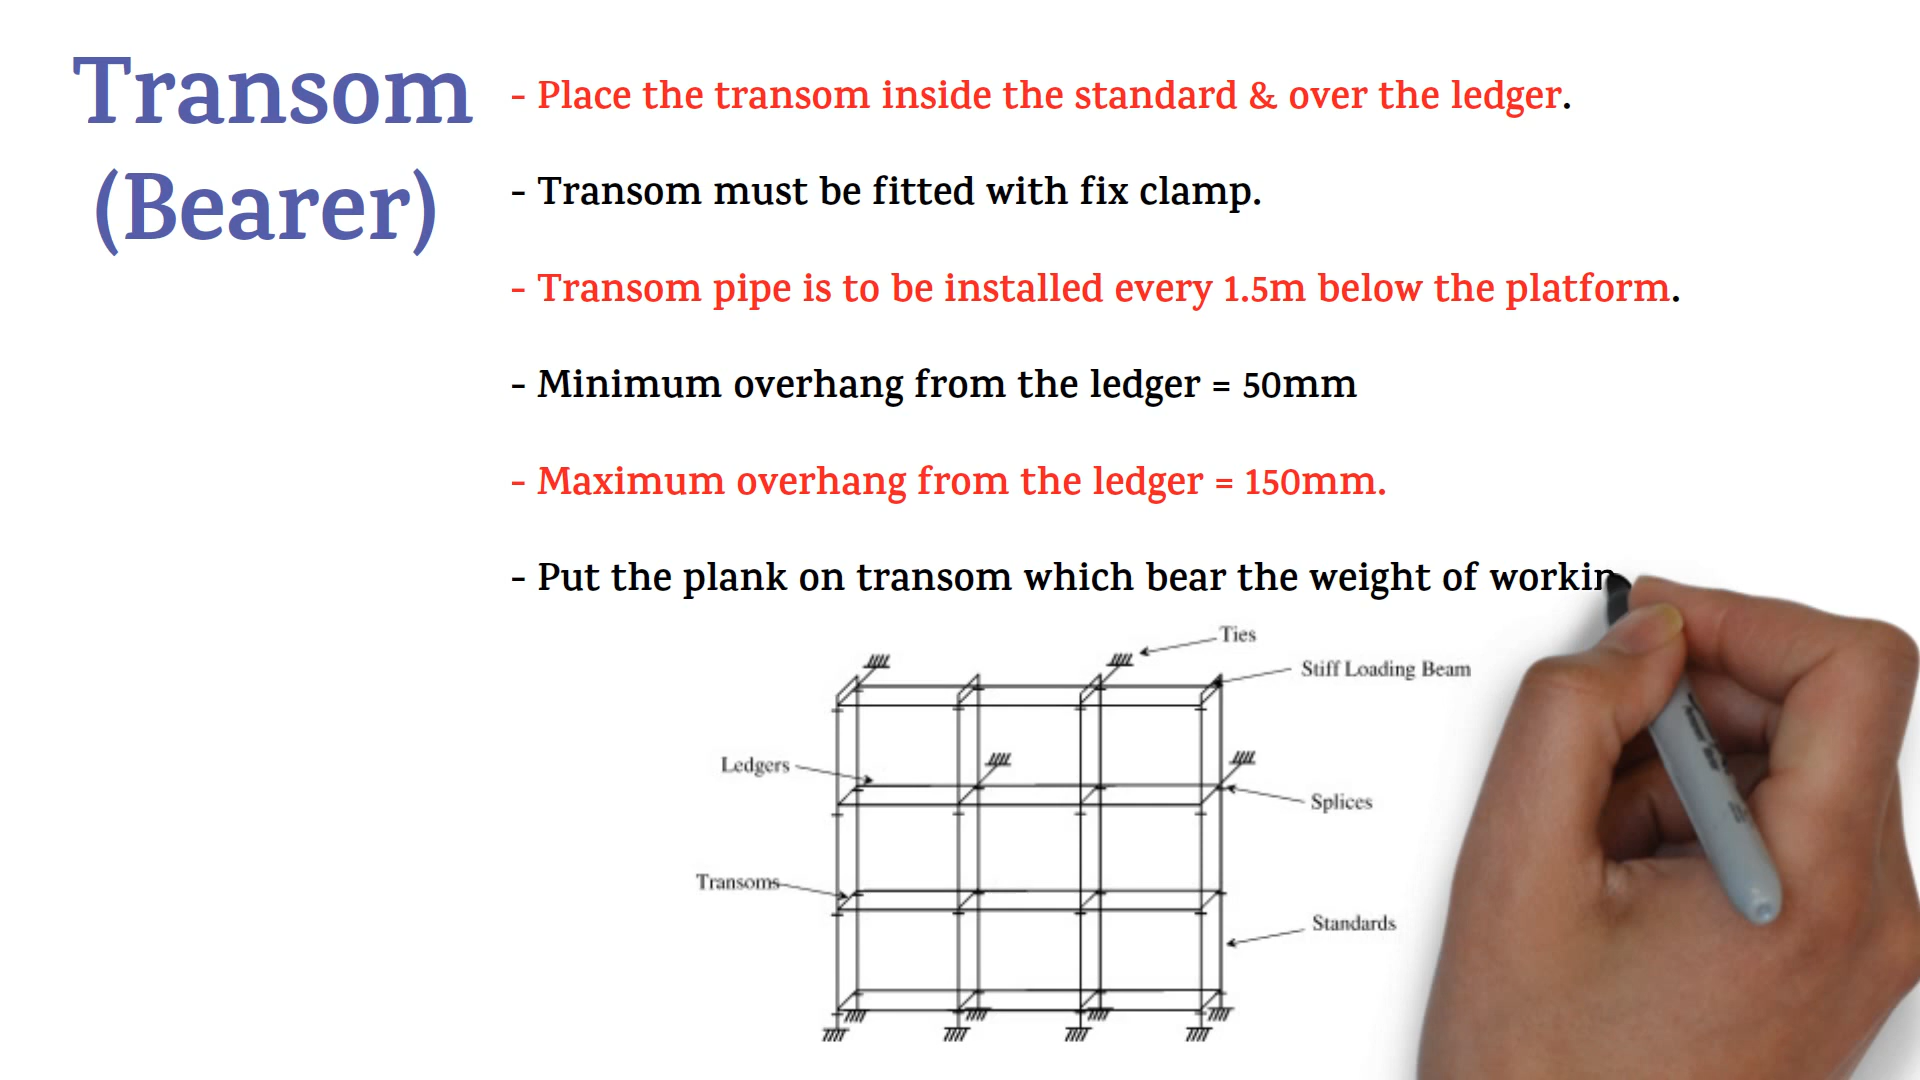 Transom
(Bearer)
- Place the transom inside the standard & over the ledger.
- Transom must be fitted with fix clamp.
- Transom pipe is to be installed every 1.5m below the platform.
- Minimum overhang from the ledger = 50mm
- Maximum overhang from the ledger = 150mm.
- Put the plank on transom which bear the weight of workin
Ties
Stiff Loading Beam
Ledgers
Splices
Transoms
Standards